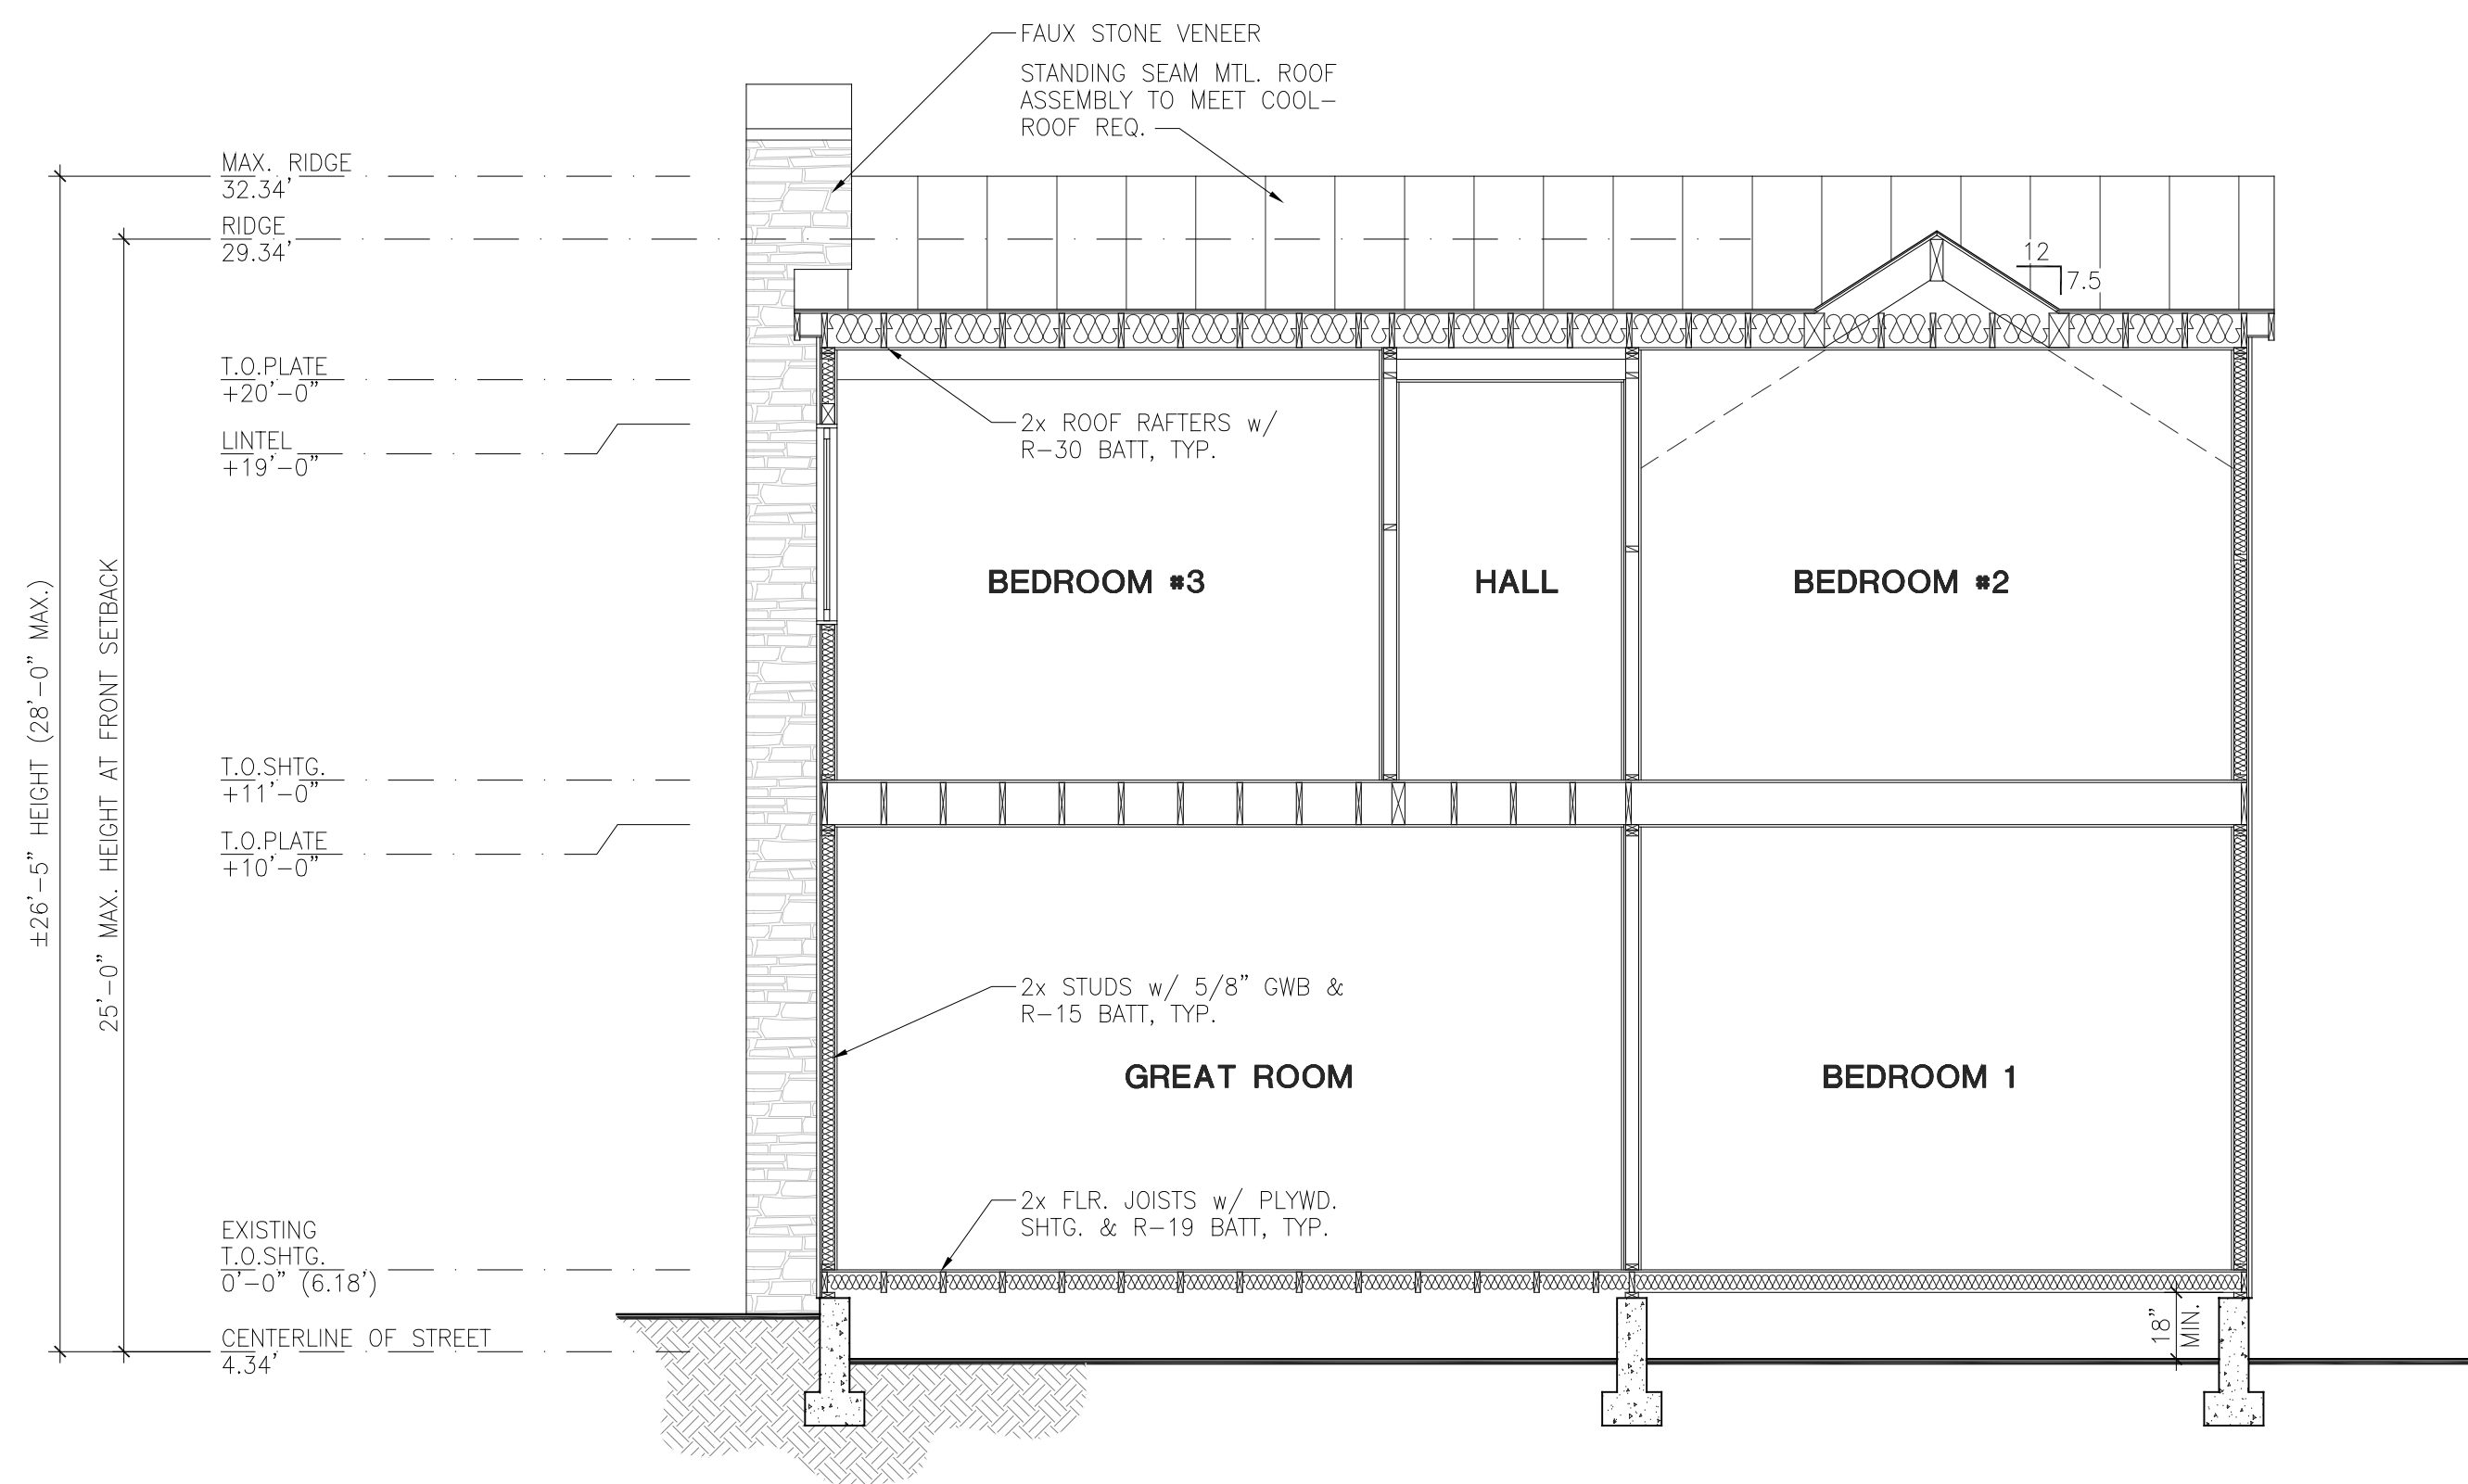 FAUX STONE VENEER
STANDING SEAM MTL. ROOF
ASSEMBLY TO MEET COOL-
ROOF REQ.
MAX. RIDGE
32.34'
RIDGE
29.34'
12
7.5
T.O.PLATE
+20'-0"
LINTEL
+19'-0"
2x ROOF RAFTERS w/
R-30 BATT, TYP.
BEDROOM #3
HALL
BEDROOM #2
±26'-5" HEIGHT (28'-0" MAX.)
25'-0" MAX. HEIGHT AT FRONT SETBACK
T.O.SHTG.
+11'-0"
T.O.PLATE
+10'-0"
2x STUDS w/ 5/8" GWB &
R-15 BATT, TYP.
GREAT ROOM
BEDROOM 1
2x FLR. JOISTS w/ PLYWD.
SHTG. & R-19 BATT, TYP.
EXISTING
T.O.SHTG.
0'-0" (6.18')
CENTERLINE OF STREET
4.34'
18"
MIN.